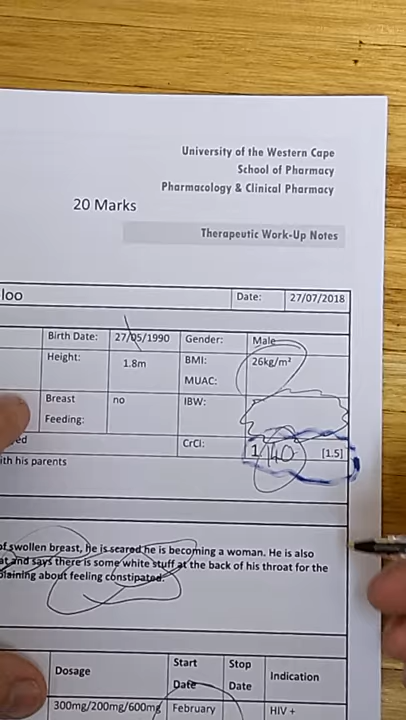 University of the Western Cape
School of Pharmacy
Pharmacology & Clinical Pharmacy
20 Marks
Therapeutic Work-Up Notes
loo Date: 27/07/2018
Birth Date: 27/05/1990 Gender: Male
Height: 1.8m BMI: 26kg/m²
MUAC:
Breast Feeding: no IBW:
ed CrCl: 140 [1.5]
ith his parents
of swollen breast, he is scared he is becoming a woman. He is also
at and says there is some white stuff at the back of his throat for the
plaining about feeling constipated.
Dosage Start Date Stop Date Indication
300mg/200mg/600mg February HIV +